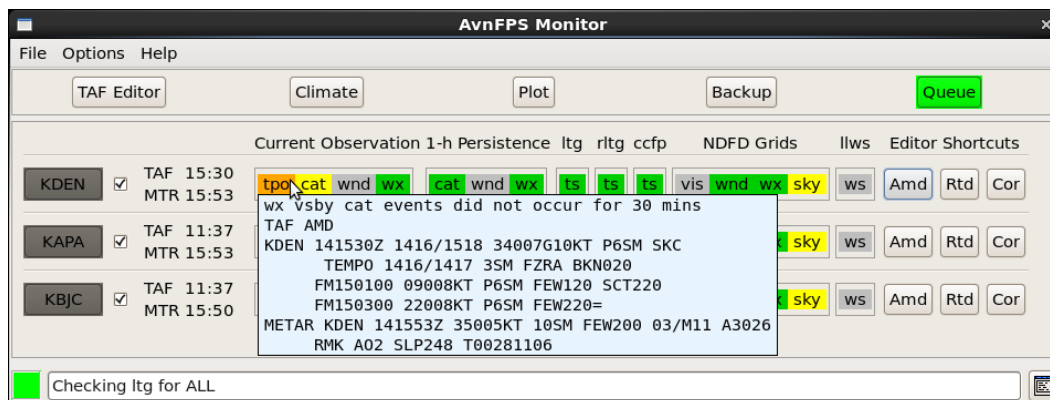 AvnFPS Monitor
File Options Help
TAF Editor Climate Plot Backup Queue
Current Observation 1-h Persistence ltg rltg ccfp NDFD Grids llws Editor Shortcuts
KDEN TAF 15:30 tpo cat wnd wx cat wnd wx ts ts ts vis wnd wx sky ws Amd Rtd Cor
MTR 15:53
wx vsby cat events did not occur for 30 mins
TAF AMD
KDEN 141530Z 1416/1518 34007G10KT P6SM SKC
TEMPO 1416/1417 3SM FZRA BKN020
FM150100 09008KT P6SM FEW120 SCT220
FM150300 22008KT P6SM FEW220=
METAR KDEN 141553Z 35005KT 10SM FEW200 03/M11 A3026
RMK AO2 SLP248 T00281106
KAPA TAF 11:37 sky ws Amd Rtd Cor
MTR 15:53
KBJC TAF 11:37 sky ws Amd Rtd Cor
MTR 15:50
Checking ltg for ALL